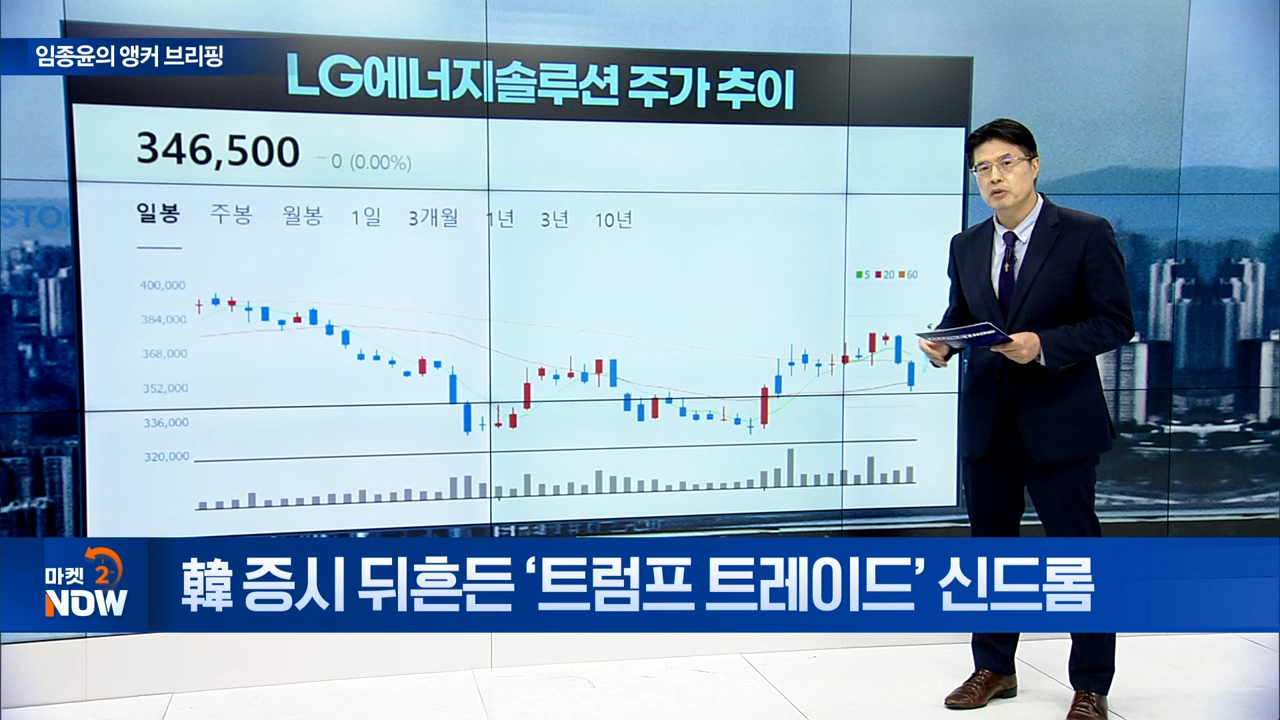 임종윤의 앵커 브리핑
LG에너지솔루션 주가 추이
346,500 – 0 (0.00%)
일봉 주봉 월봉 1일 3개월 1년 3년 10년
5 20 60
400,000
384,000
368,000
352,000
336,000
320,000
STO
마켓 2
NOW
韓 증시 뒤흔든 ‘트럼프 트레이드’ 신드롬